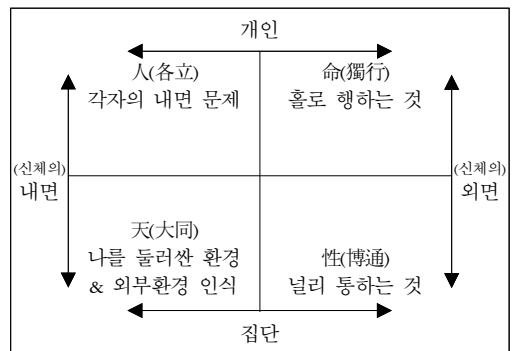 개인
人(各立)
각자의 내면 문제
命(獨行)
홀로 행하는 것
(신체의)
내면
(신체의)
외면
天(大同)
나를 둘러싼 환경
& 외부환경 인식
性(博通)
널리 통하는 것
집단